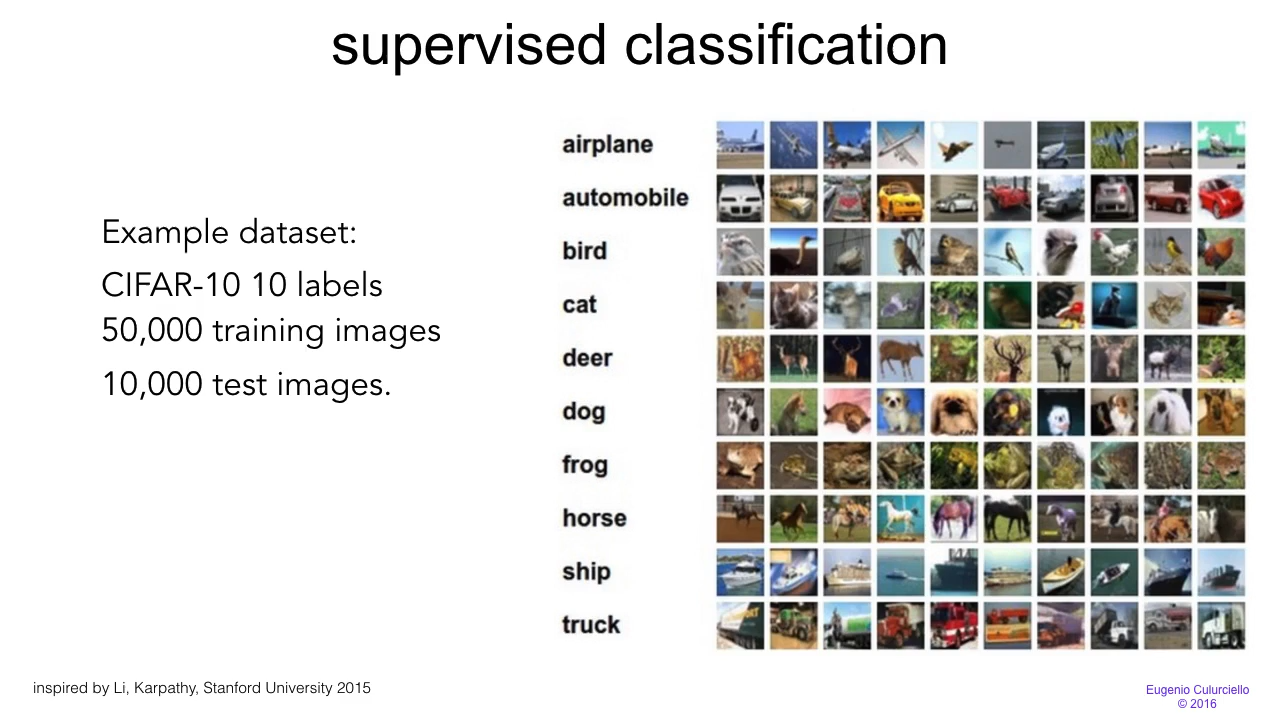 supervised classification
Example dataset:
CIFAR-10 10 labels
50,000 training images
10,000 test images.
airplane
automobile
bird
cat
deer
dog
frog
horse
ship
truck
inspired by Li, Karpathy, Stanford University 2015
Eugenio Culurciello
© 2016